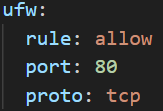 ufw:
  rule: allow
  port: 80
  proto: tcp